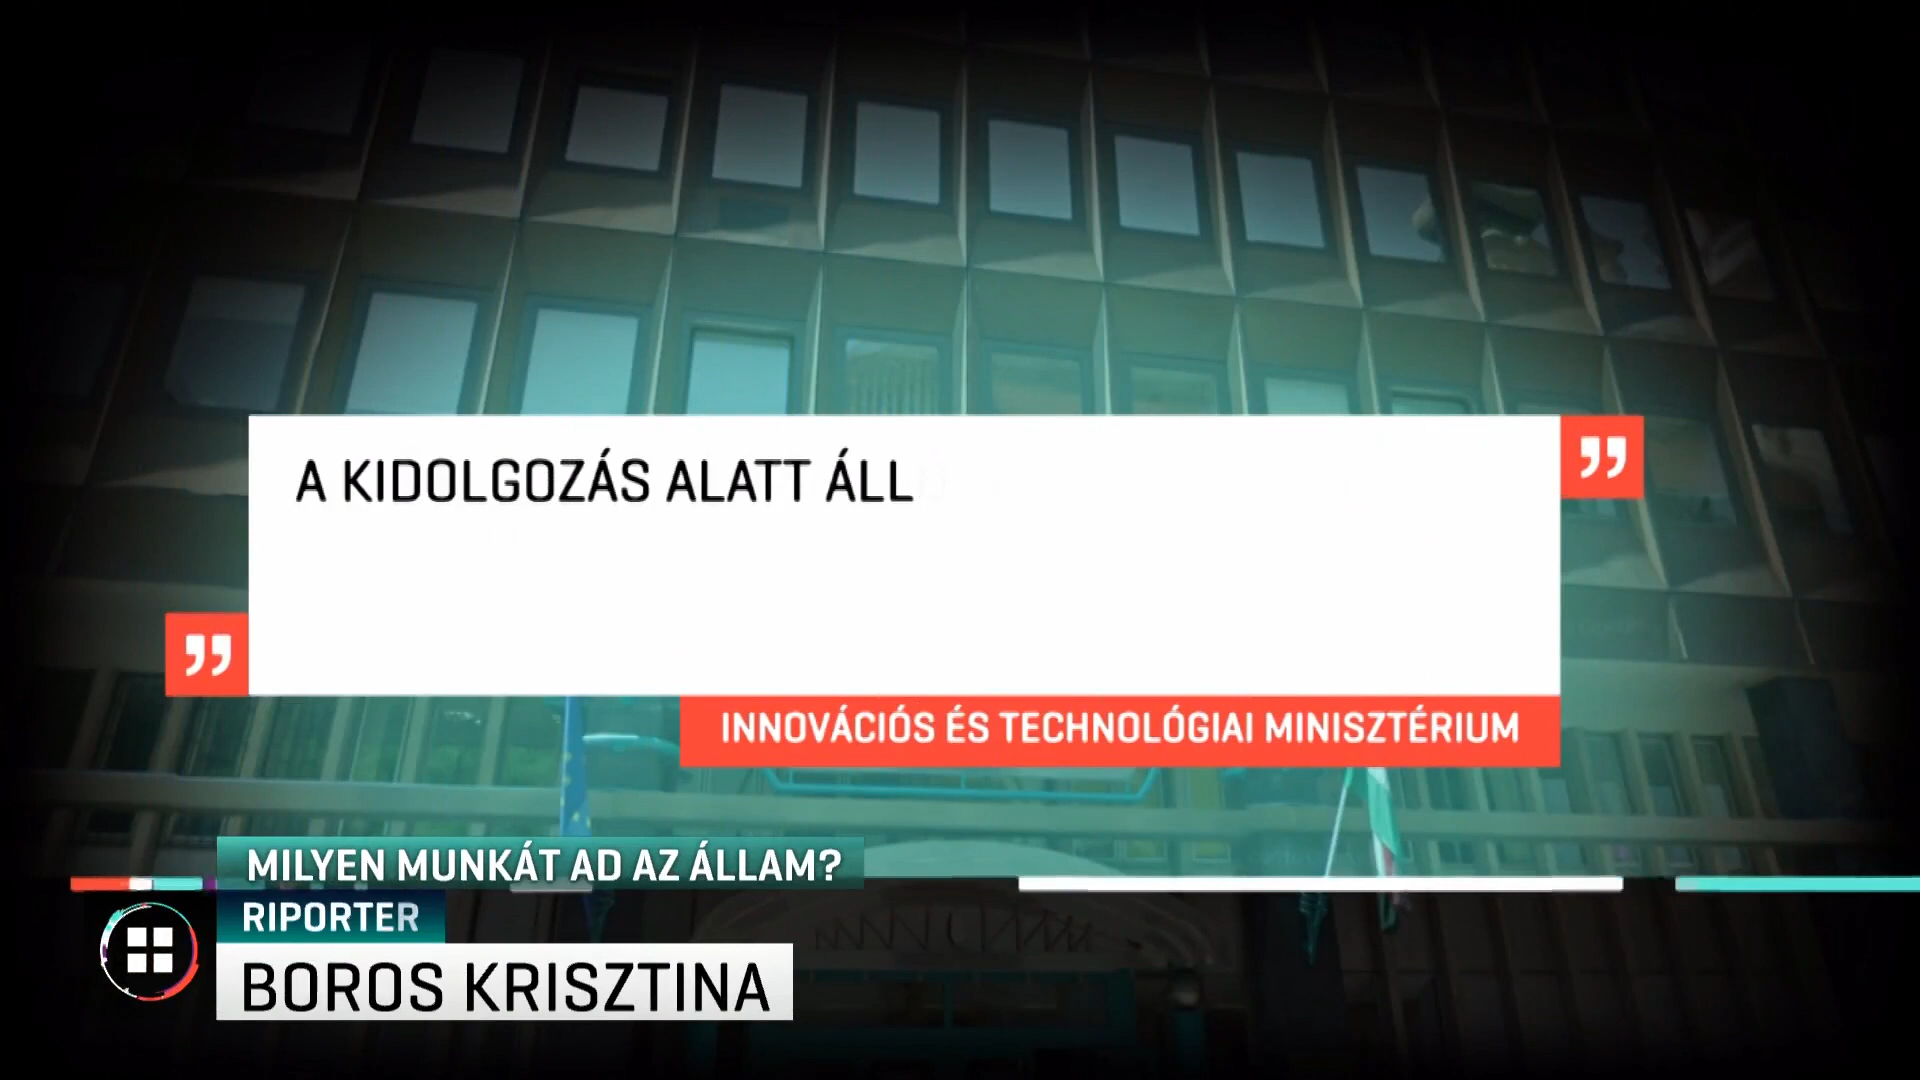 A KIDOLGOZÁS ALATT ÁLL
INNOVÁCIÓS ÉS TECHNOLÓGIAI MINISZTÉRIUM
MILYEN MUNKÁT AD AZ ÁLLAM?
RIPORTER
BOROS KRISZTINA